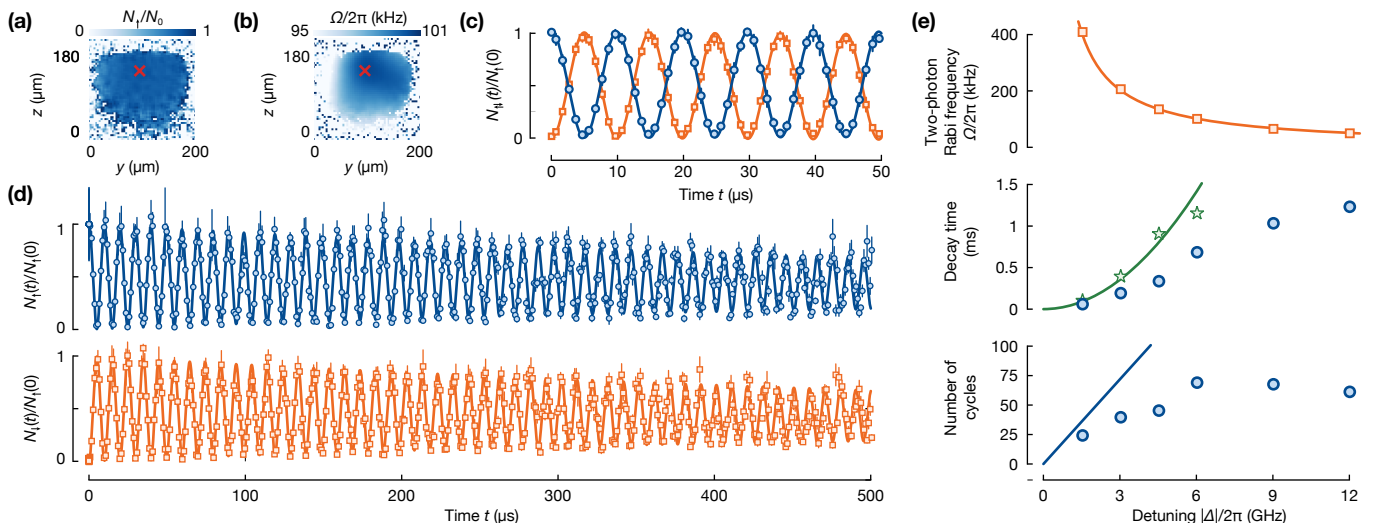 (a)
N↑/N0
0 1
180
z (µm)
0
0 200
y (µm)
(b)
Ω/2π (kHz)
95 101
180
z (µm)
0
0 200
y (µm)
(c)
1
N↑↓(t)/N↑(0)
0
0 10 20 30 40 50
Time t (µs)
(d)
1
N↑(t)/N↑(0)
0
1
N↓(t)/N↑(0)
0
0 100 200 300 400 500
Time t (µs)
(e)
400
200
0
Two-photon
Rabi frequency
Ω/2π (kHz)
1.5
1.0
0.5
0
Decay time
(ms)
100
75
50
25
0
Number of
cycles
0 3 6 9 12
Detuning |Δ|/2π (GHz)